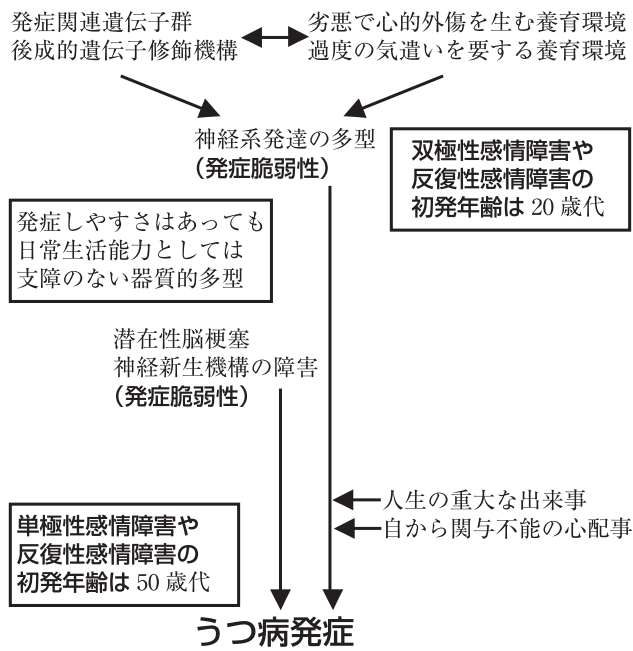 発症関連遺伝子群
後成的遺伝子修飾機構
劣悪で心的外傷を生む養育環境
過度の気遣いを要する養育環境
神経系発達の多型
(発症脆弱性)
双極性感情障害や
反復性感情障害の
初発年齢は 20 歳代
発症しやすさはあっても
日常生活能力としては
支障のない器質的多型
潜在性脳梗塞
神経新生機構の障害
(発症脆弱性)
人生の重大な出来事
自から関与不能の心配事
単極性感情障害や
反復性感情障害の
初発年齢は 50 歳代
うつ病発症